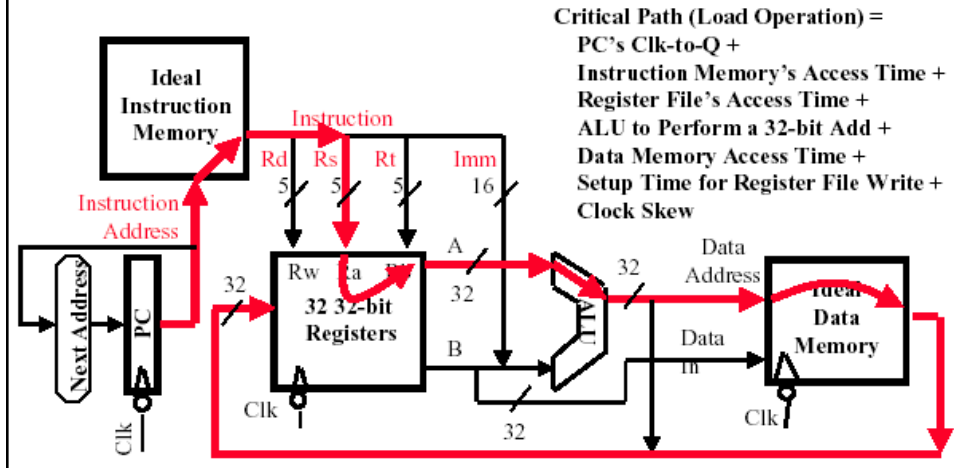 Critical Path (Load Operation) =
PC's Clk-to-Q +
Instruction Memory's Access Time +
Register File's Access Time +
ALU to Perform a 32-bit Add +
Data Memory Access Time +
Setup Time for Register File Write +
Clock Skew
Ideal
Instruction
Memory
Instruction
Rd
Rs
Rt
Imm
5
5
5
16
Instruction
Address
Next Address
PC
Clk
32
Rw
32 32-bit
Registers
Clk
A
32
B
32
ALU
32
Data
Address
Data
In
Ideal
Data
Memory
Clk